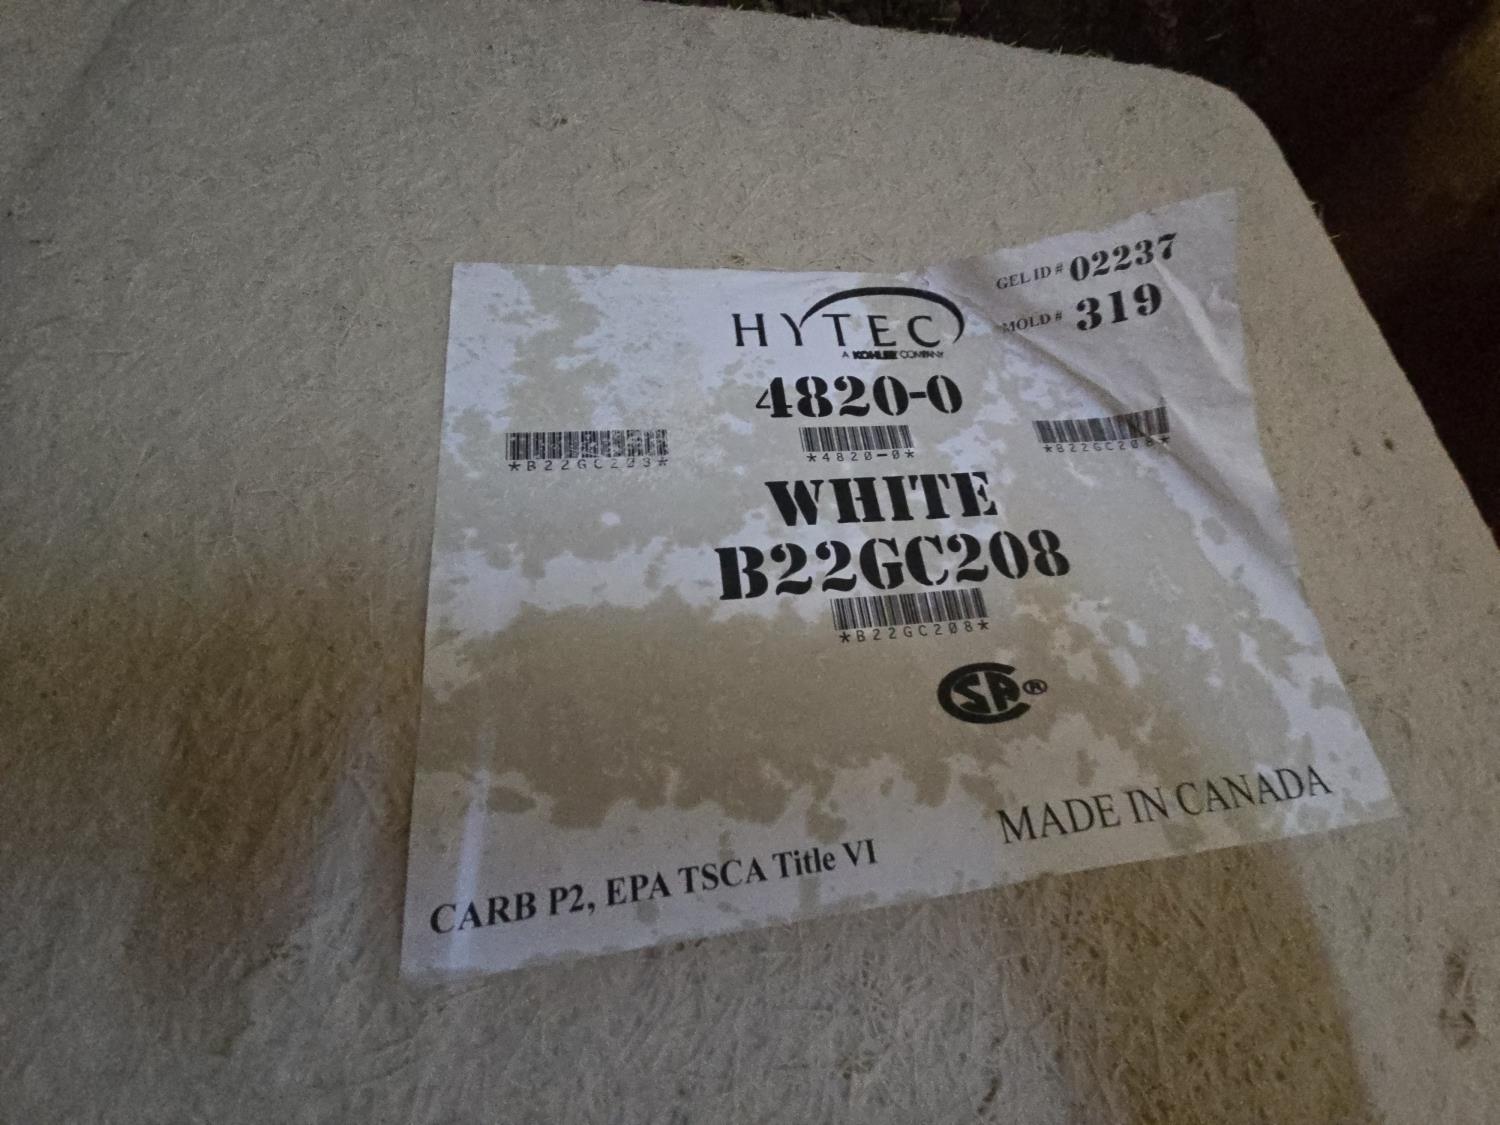 GEL ID # 02237
MOLD # 319
HYTEC
A KOHLER COMPANY
4820-0
*B22GC208* *4820-0* *B22GC208*
WHITE
B22GC208
*B22GC208*
CSA®
MADE IN CANADA
CARB P2, EPA TSCA Title VI